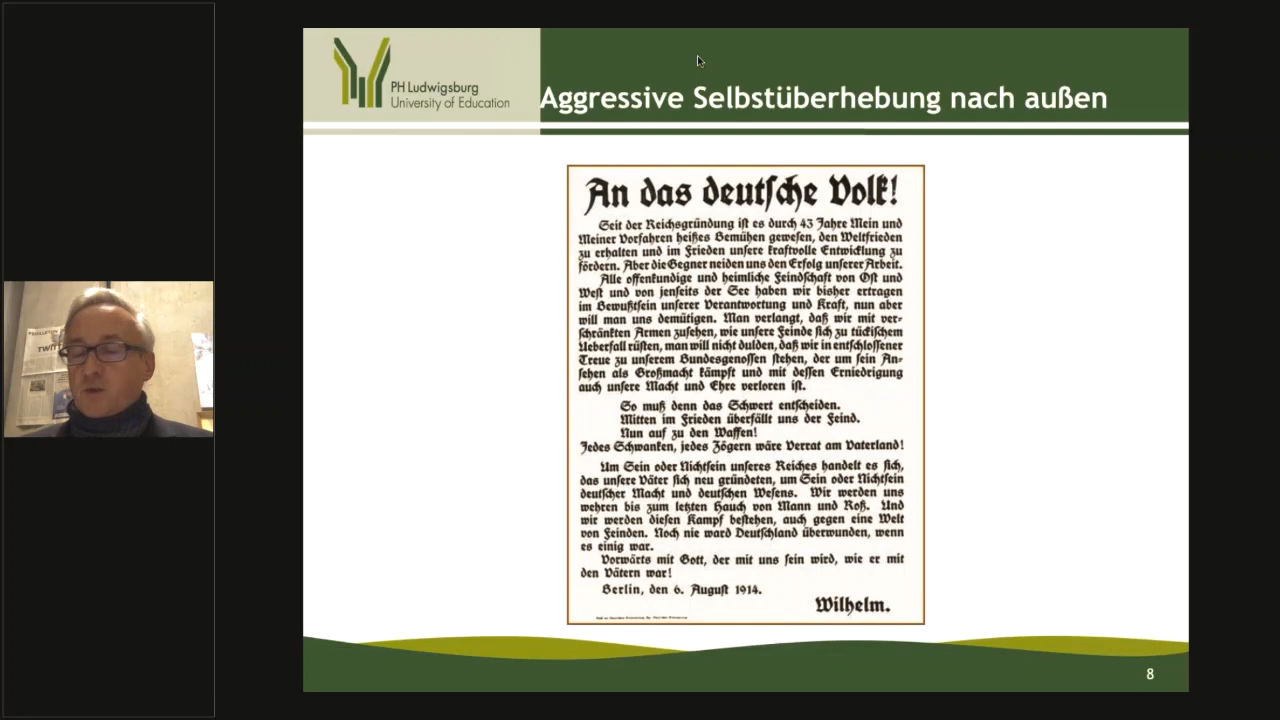 PH Ludwigsburg
University of Education
Aggressive Selbstüberhebung nach außen
An das deutſche Volk!
Seit der Reichsgründung iſt es durch 43 Jahre Mein und
Meiner Vorfahren heißes Bemühen geweſen, den Weltfrieden
zu erhalten und im Frieden unſere kraftvolle Entwicklung zu
fördern. Aber die Gegner neiden uns den Erfolg unſerer Arbeit.
Alle offenkundige und heimliche Feindſchaft von Oſt und
Weſt und von jenſeits der See haben wir bisher ertragen
im Bewußtſein unſerer Verantwortung und Kraft, nun aber
will man uns demütigen. Man verlangt, daß wir mit ver-
ſchränkten Armen zuſehen, wie unſere Feinde ſich zu tückiſchem
Ueberfall rüſten, man will nicht dulden, daß wir in entſchloſſener
Treue zu unſerem Bundesgenoſſen ſtehen, der um ſein An-
ſehen als Großmacht kämpft und mit deſſen Erniedrigung
auch unſere Macht und Ehre verloren iſt.
So muß denn das Schwert entſcheiden.
Mitten im Frieden überfällt uns der Feind.
Nun auf zu den Waffen!
Jedes Schwanken, jedes Zögern wäre Verrat am Vaterland!
Um Sein oder Nichtſein unſeres Reiches handelt es ſich,
das unſere Väter ſich neu gründeten, um Sein oder Nichtſein
deutſcher Macht und deutſchen Weſens. Wir werden uns
wehren bis zum letzten Hauch von Mann und Roß. Und
wir werden dieſen Kampf beſtehen, auch gegen eine Welt
von Feinden. Noch nie ward Deutſchland überwunden, wenn
es einig war.
Vorwärts mit Gott, der mit uns ſein wird, wie er mit
den Vätern war!
Berlin, den 6. Auguſt 1914.
Wilhelm.
8